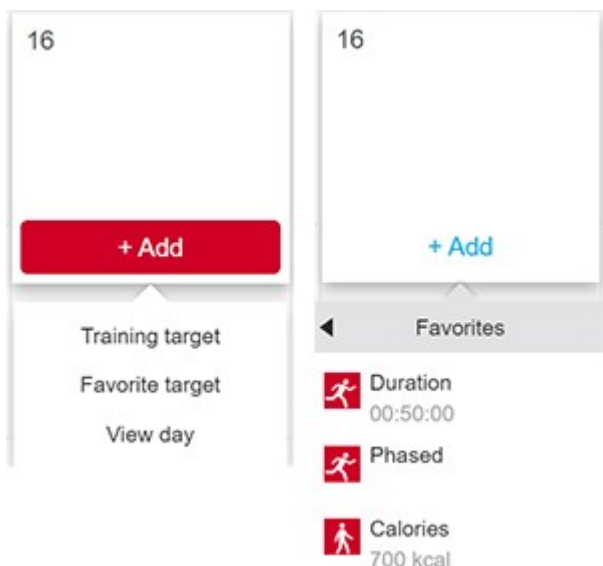 16
+ Add
Training target
Favorite target
View day
16
+ Add
Favorites
Duration
00:50:00
Phased
Calories
700 kcal